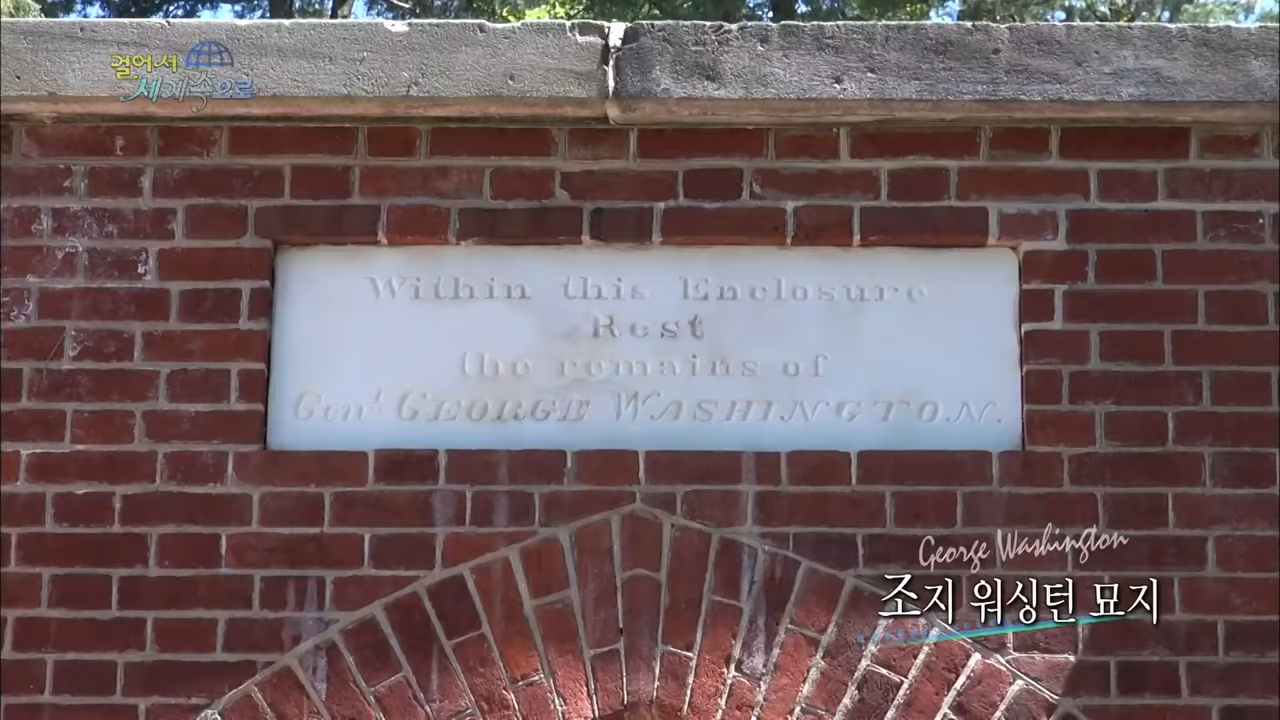 걸어서
세계속으로
Within this Enclosure
Rest
the remains of
Genl. GEORGE WASHINGTON.
George Washington
조지 워싱턴 묘지